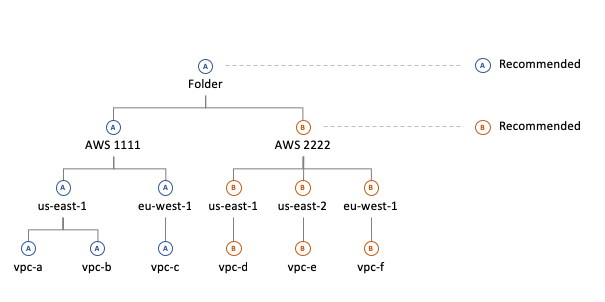 A A Recommended
Folder
A B B Recommended
AWS 1111 AWS 2222
A A B B B
us-east-1 eu-west-1 us-east-1 us-east-2 eu-west-1
A A A B B B
vpc-a vpc-b vpc-c vpc-d vpc-e vpc-f